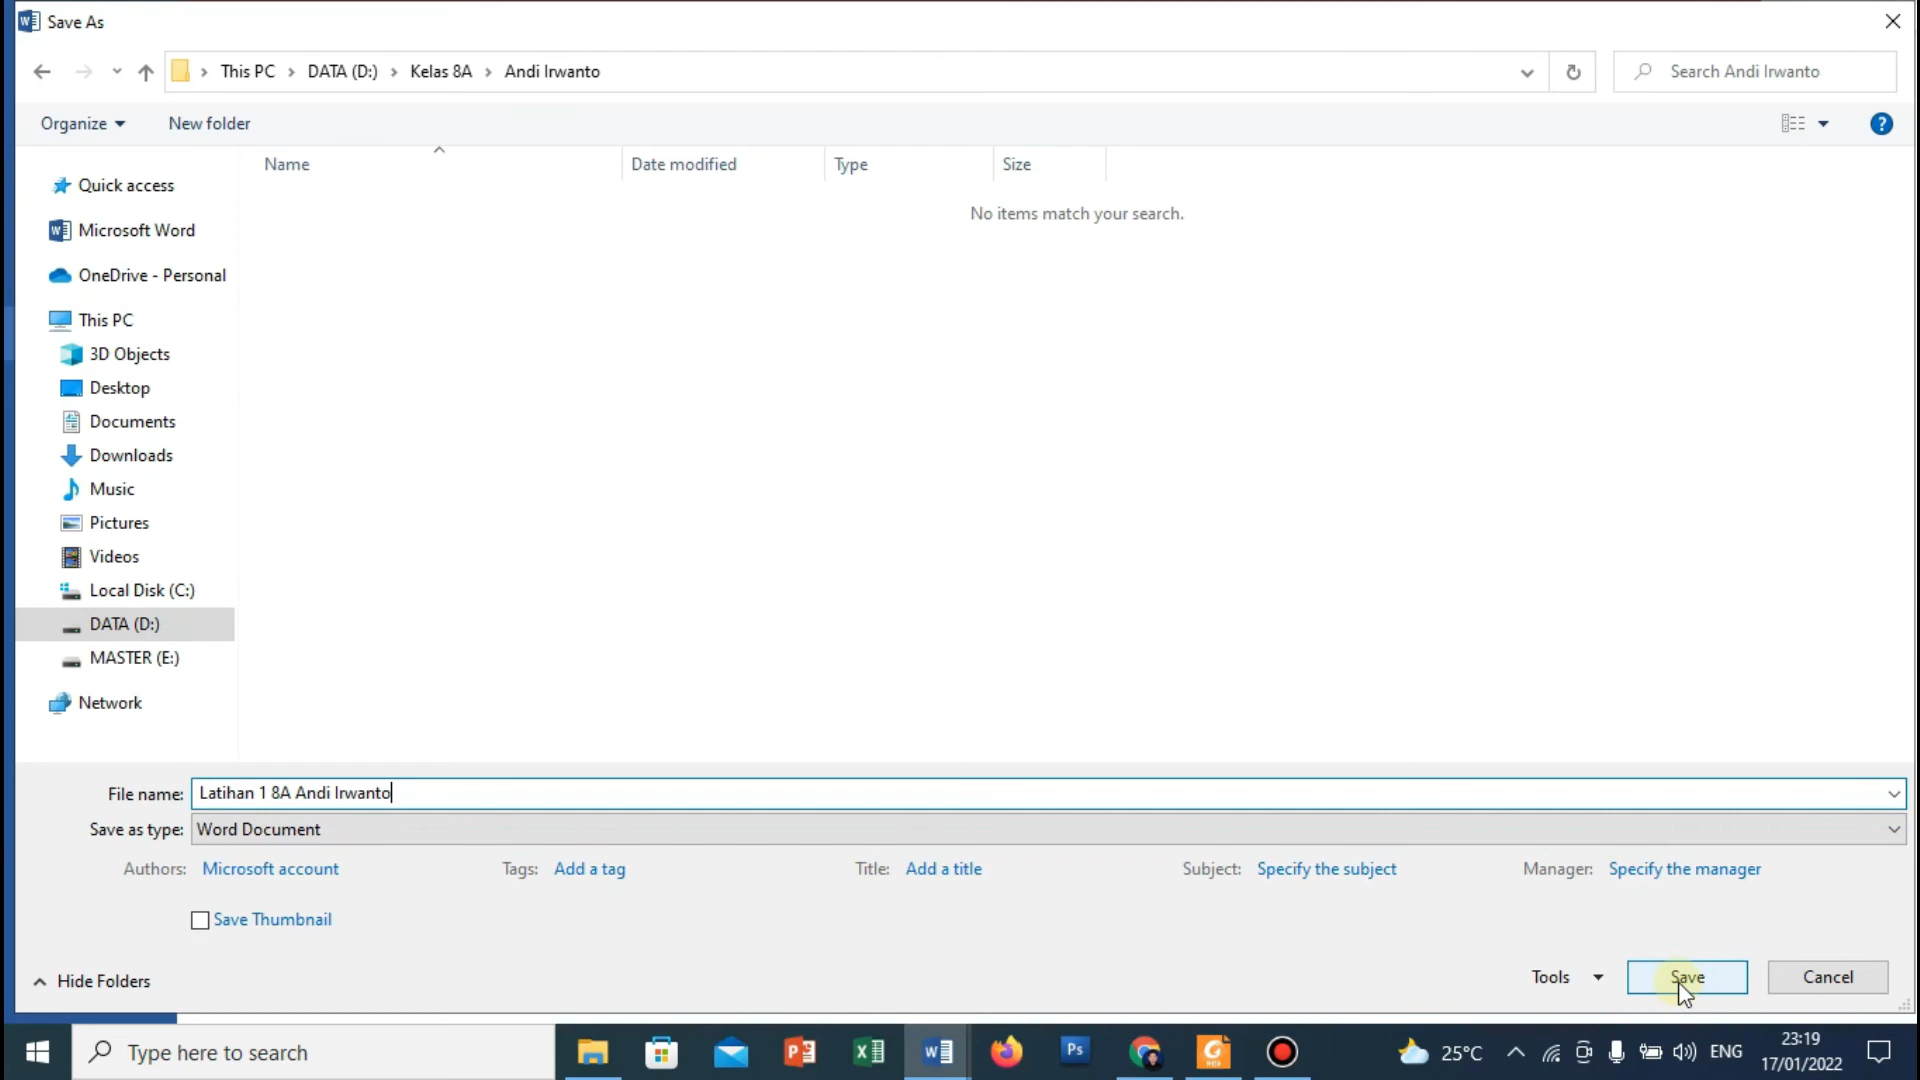 Save As
This PC > DATA (D:) > Kelas 8A > Andi Irwanto
Search Andi Irwanto
Organize
New folder
Name
Date modified
Type
Size
No items match your search.
Quick access
Microsoft Word
OneDrive - Personal
This PC
3D Objects
Desktop
Documents
Downloads
Music
Pictures
Videos
Local Disk (C:)
DATA (D:)
MASTER (E:)
Network
File name: Latihan 1 8A Andi Irwanto
Save as type: Word Document
Authors: Microsoft account
Tags: Add a tag
Title: Add a title
Subject: Specify the subject
Manager: Specify the manager
Save Thumbnail
Hide Folders
Tools
Save
Cancel
Type here to search
Ps
25°C
ENG
23:19
17/01/2022